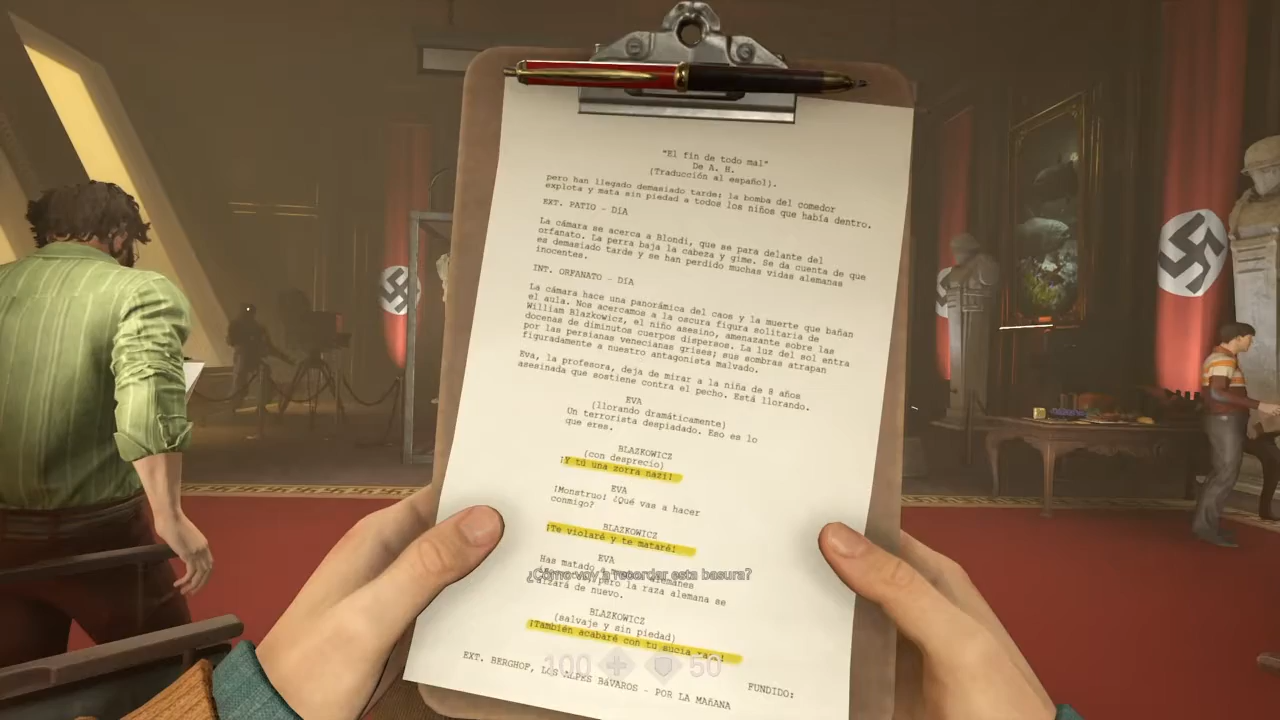 "El fin de todo mal"
De A. H.
(Traducción al español).
pero han llegado demasiado tarde: la bomba del comedor
explota y mata sin piedad a todos los niños que había dentro.
EXT. PATIO - DíA
La cámara se acerca a Blondi, que se para delante del
orfanato. La perra baja la cabeza y gime. Se da cuenta de que
es demasiado tarde y se han perdido muchas vidas alemanas
inocentes.
INT. ORFANATO - DíA
La cámara hace una panorámica del caos y la muerte que bañan
el aula. Nos acercamos a la oscura figura solitaria de
William Blazkowicz, el niño asesino, amenazante sobre las
docenas de diminutos cuerpos dispersos. La luz del sol entra
por las persianas venecianas grises; sus sombras atrapan
figuradamente a nuestro antagonista malvado.
Eva, la profesora, deja de mirar a la niña de 8 años
asesinada que sostiene contra el pecho. Está llorando.
EVA
(llorando dramáticamente)
Un terrorista despiadado. Eso es lo
que eres.
BLAZKOWICZ
(con desprecio)
¡Y tú una zorra nazi!
EVA
¡Monstruo! ¿Qué vas a hacer
conmigo?
BLAZKOWICZ
¡Te violaré y te mataré!
EVA
Has matado
alemanes
¿Cómo voy a recordar esta basura?
pero la raza alemana se
alzará de nuevo.
BLAZKOWICZ
(salvaje y sin piedad)
¡También acabaré con tu sucia
100 50
FUNDIDO:
EXT. BERGHOF, LOS ALPES BáVAROS - POR LA MAñANA